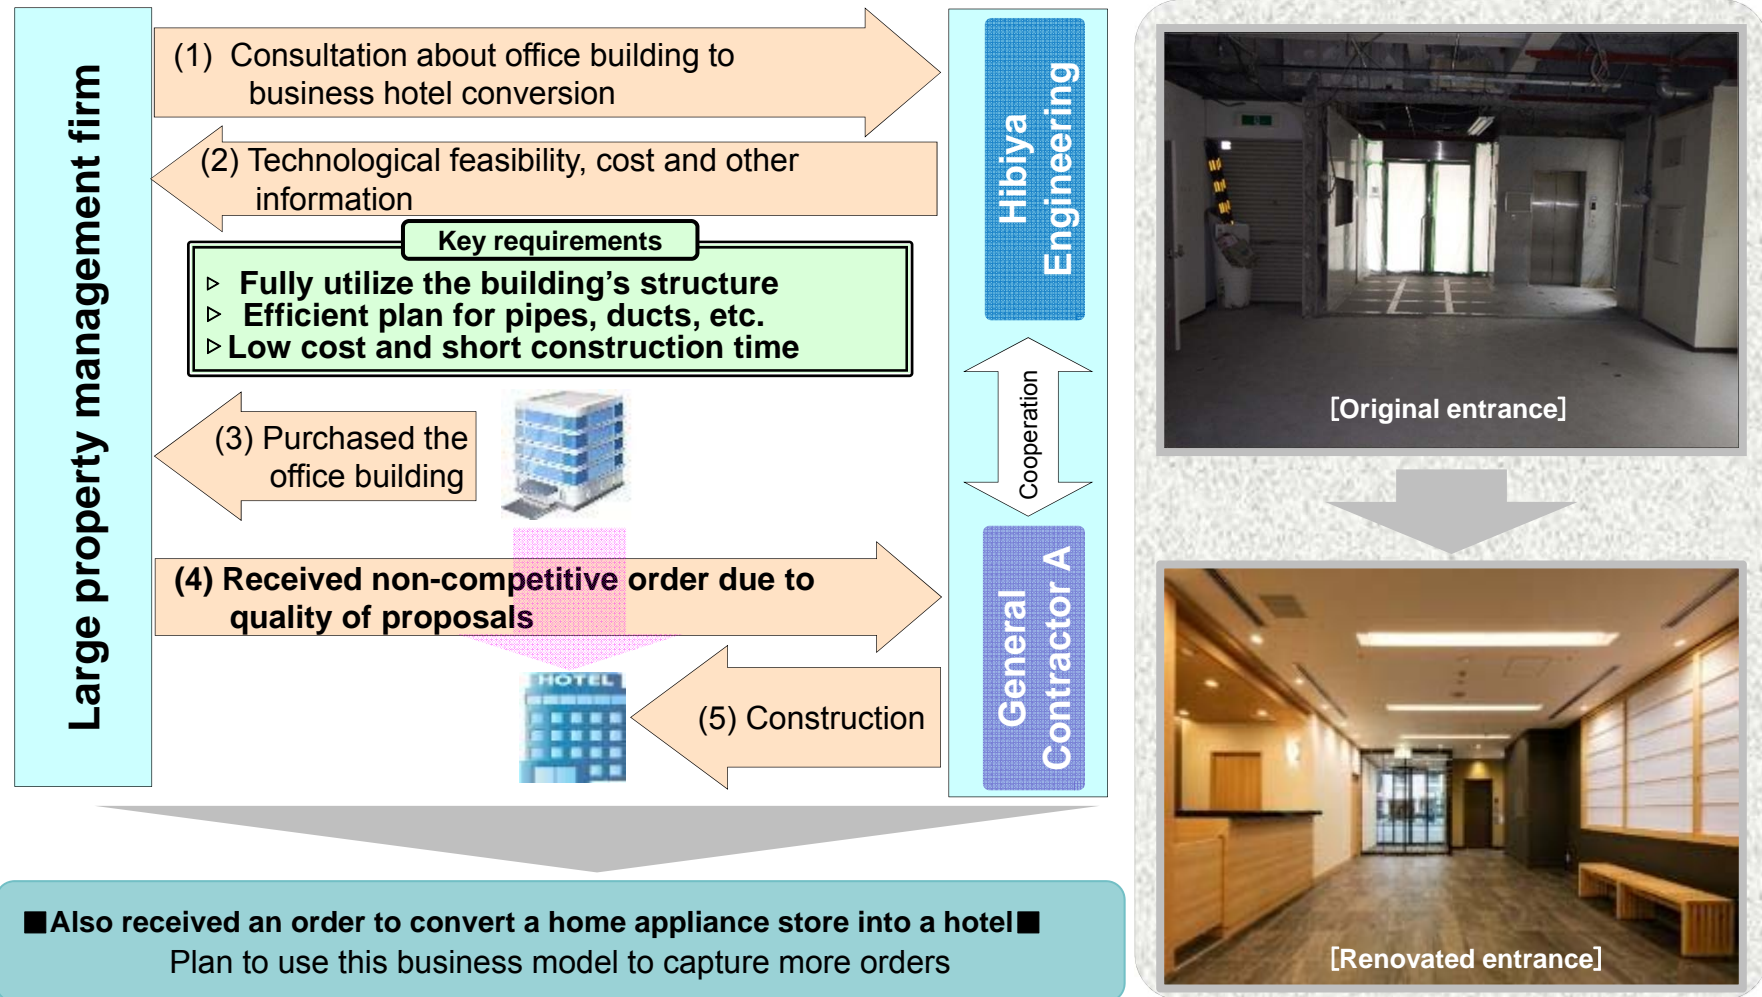 Large property management firm
(1) Consultation about office building to
business hotel conversion
(2) Technological feasibility, cost and other
information
Key requirements
▷ Fully utilize the building’s structure
▷ Efficient plan for pipes, ducts, etc.
▷ Low cost and short construction time
(3) Purchased the
office building
(4) Received non-competitive order due to
quality of proposals
HOTEL
(5) Construction
Hibiya
Engineering
Cooperation
General
Contractor A
■Also received an order to convert a home appliance store into a hotel■
Plan to use this business model to capture more orders
[Original entrance]
[Renovated entrance]